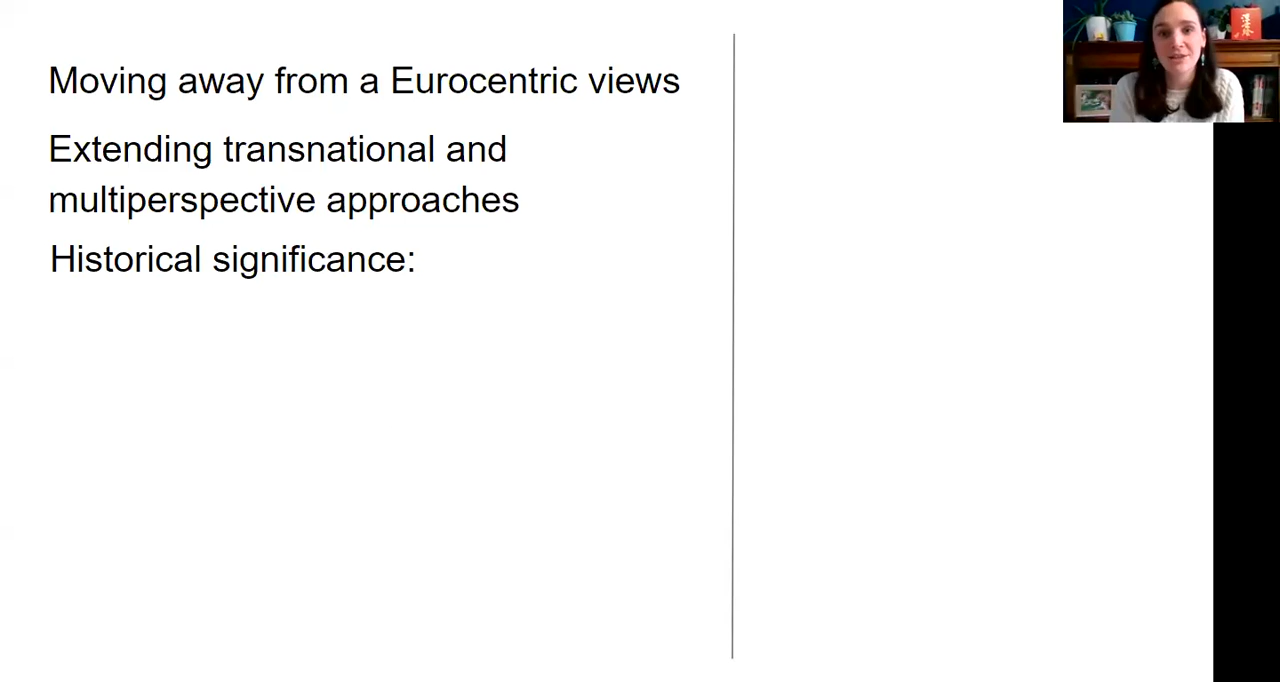 Moving away from a Eurocentric views
Extending transnational and
multiperspective approaches
Historical significance: